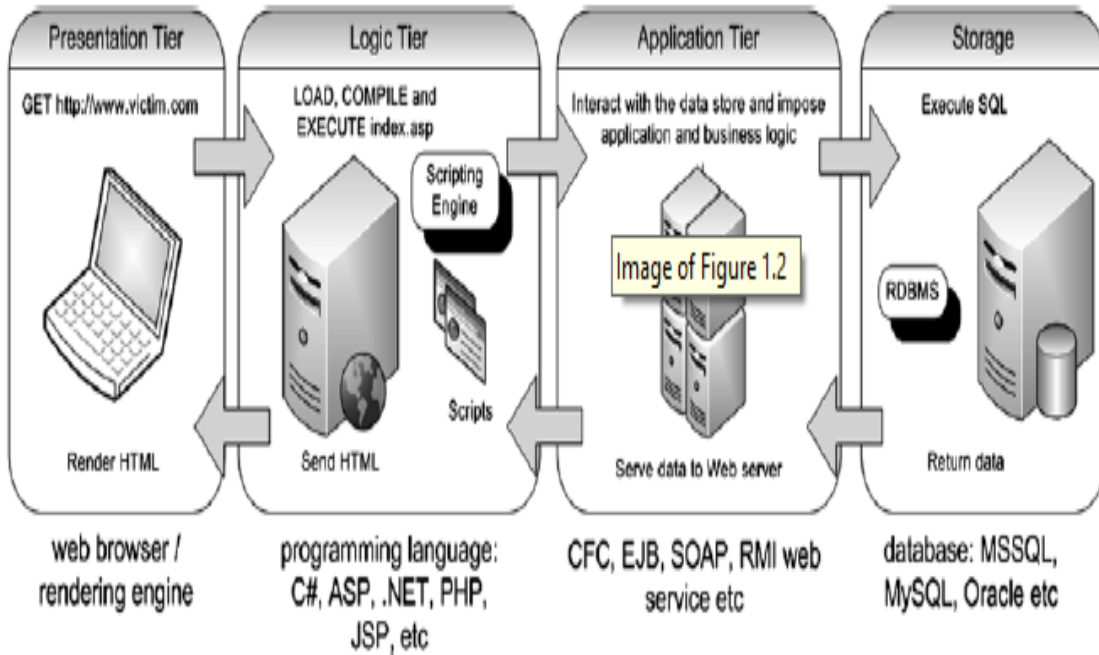 Presentation Tier
GET http://www.victim.com
Render HTML
web browser /
rendering engine
Logic Tier
LOAD, COMPILE and
EXECUTE index.asp
Scripting
Engine
Scripts
Send HTML
programming language:
C#, ASP, .NET, PHP,
JSP, etc
Application Tier
Interact with the data store and impose
application and business logic
Image of Figure 1.2
Serve data to Web server
CFC, EJB, SOAP, RMI web
service etc
Storage
Execute SQL
RDBMS
Return data
database: MSSQL,
MySQL, Oracle etc